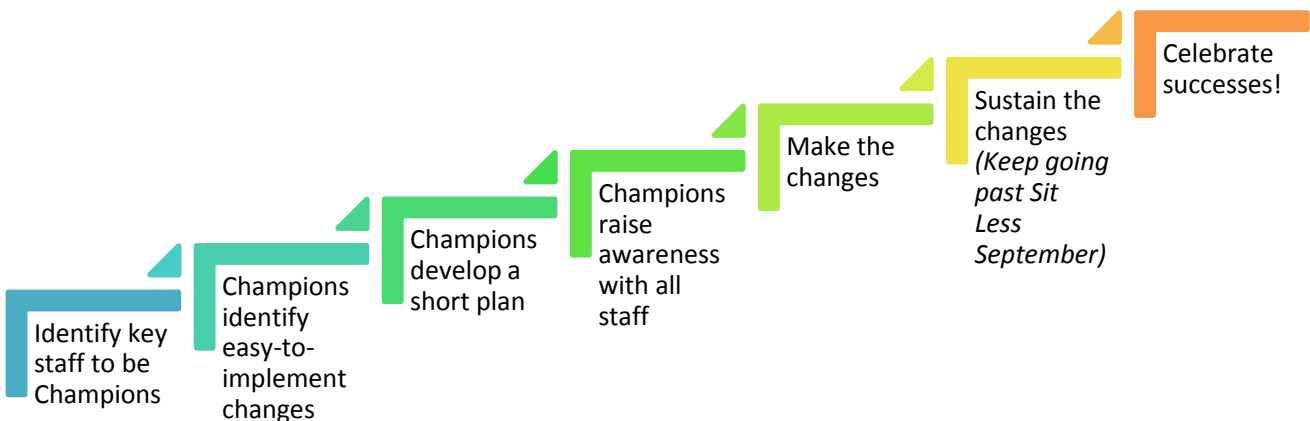 Identify key
staff to be
Champions
Champions
identify
easy-to-
implement
changes
Champions
develop a
short plan
Champions
raise
awareness
with all
staff
Make the
changes
Sustain the
changes
(Keep going
past Sit
Less
September)
Celebrate
successes!